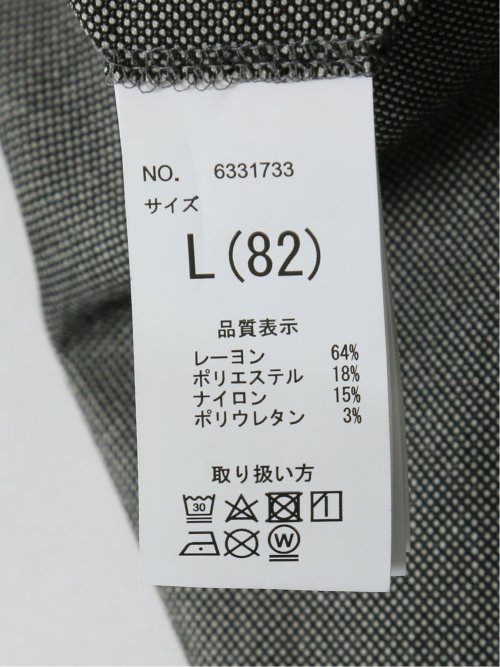 NO. 6331733
サイズ
L(82)
品質表示
レーヨン 64%
ポリエステル 18%
ナイロン 15%
ポリウレタン 3%
取り扱い方
30
W